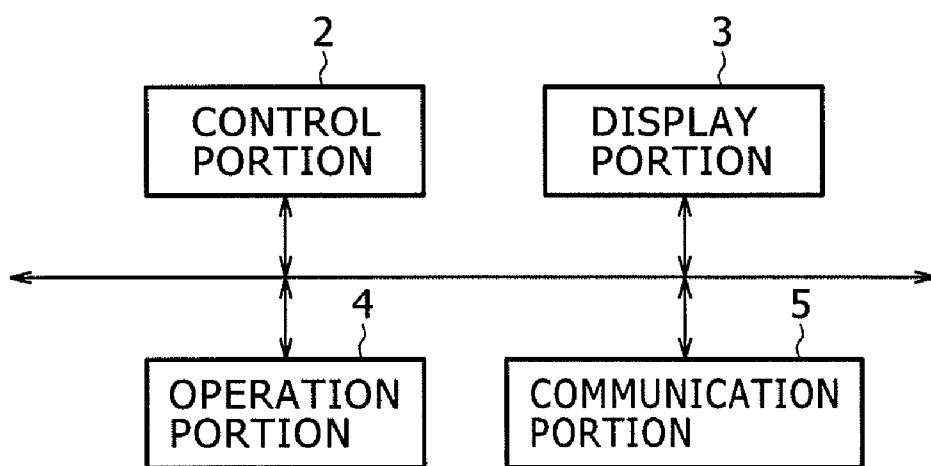 2
3
CONTROL
PORTION
DISPLAY
PORTION
4
5
OPERATION
PORTION
COMMUNICATION
PORTION